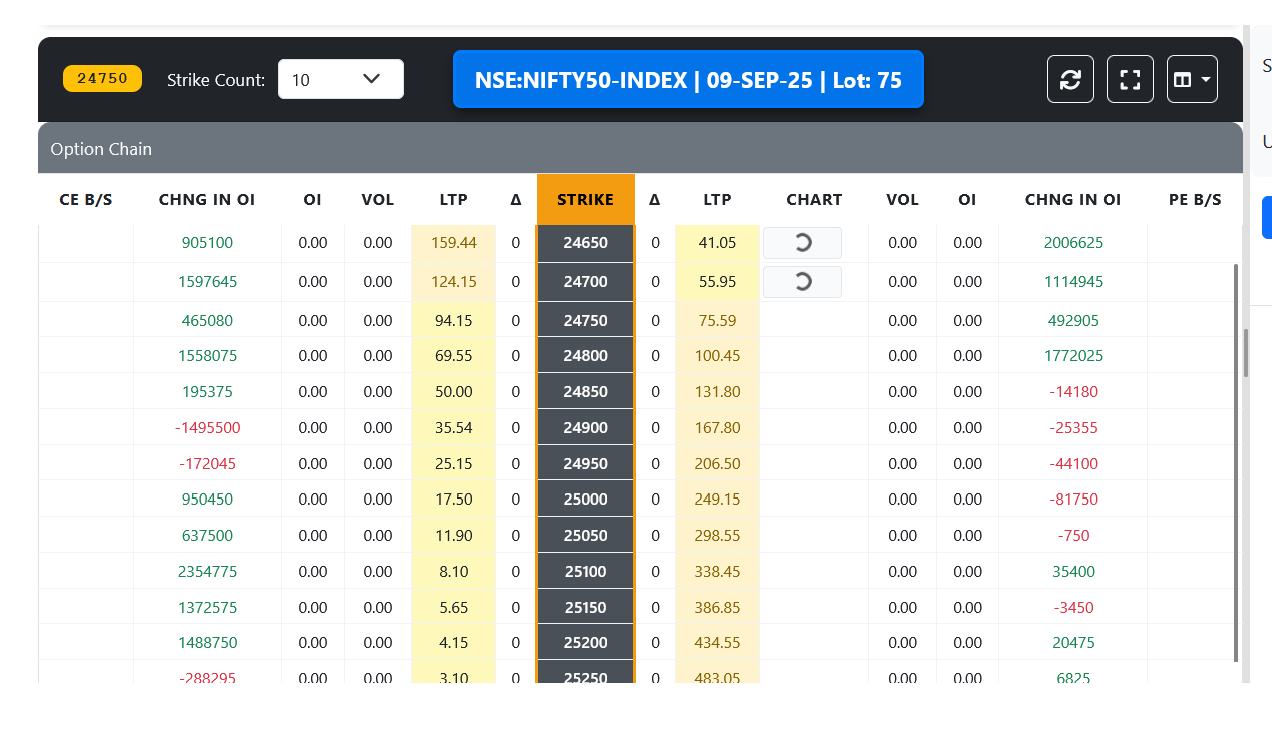 24750 Strike Count: 10 NSE:NIFTY50-INDEX | 09-SEP-25 | Lot: 75
S
Option Chain
U
CE B/S CHNG IN OI OI VOL LTP Δ STRIKE Δ LTP CHART VOL OI CHNG IN OI PE B/S
905100 0.00 0.00 159.44 0 24650 0 41.05 0.00 0.00 2006625
1597645 0.00 0.00 124.15 0 24700 0 55.95 0.00 0.00 1114945
465080 0.00 0.00 94.15 0 24750 0 75.59 0.00 0.00 492905
1558075 0.00 0.00 69.55 0 24800 0 100.45 0.00 0.00 1772025
195375 0.00 0.00 50.00 0 24850 0 131.80 0.00 0.00 -14180
-1495500 0.00 0.00 35.54 0 24900 0 167.80 0.00 0.00 -25355
-172045 0.00 0.00 25.15 0 24950 0 206.50 0.00 0.00 -44100
950450 0.00 0.00 17.50 0 25000 0 249.15 0.00 0.00 -81750
637500 0.00 0.00 11.90 0 25050 0 298.55 0.00 0.00 -750
2354775 0.00 0.00 8.10 0 25100 0 338.45 0.00 0.00 35400
1372575 0.00 0.00 5.65 0 25150 0 386.85 0.00 0.00 -3450
1488750 0.00 0.00 4.15 0 25200 0 434.55 0.00 0.00 20475
-288295 0.00 0.00 3.10 0 25250 0 483.05 0.00 0.00 6825